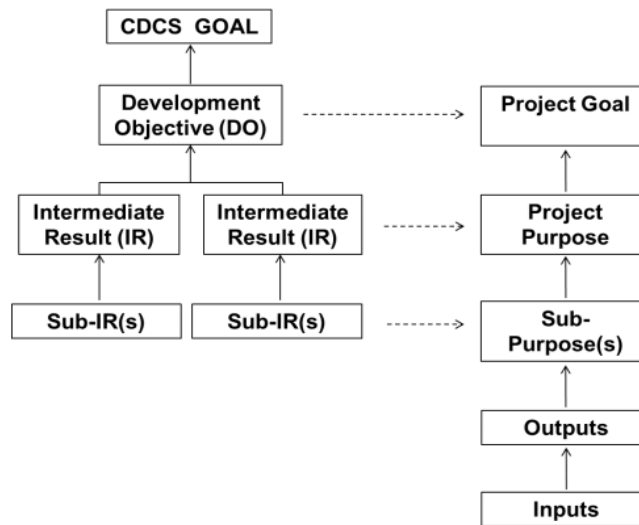 CDCS GOAL
Development
Objective (DO)
Project Goal
Intermediate
Result (IR)
Intermediate
Result (IR)
Project
Purpose
Sub-IR(s)
Sub-IR(s)
Sub-
Purpose(s)
Outputs
Inputs